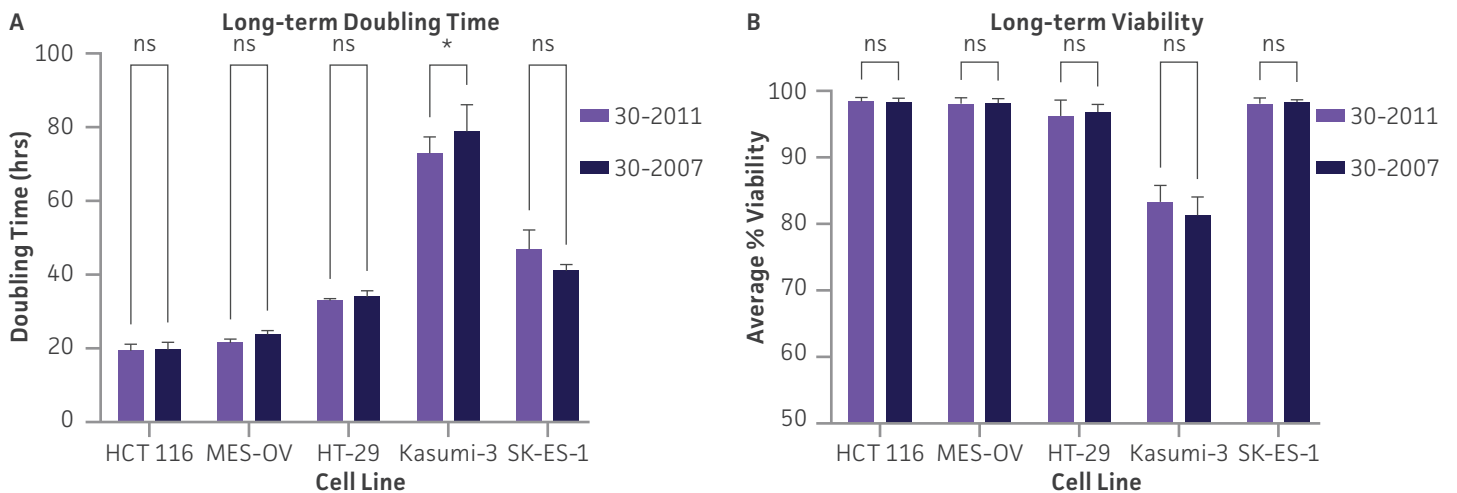 A
Long-term Doubling Time
ns ns ns * ns
Doubling Time (hrs)
100
80
60
40
20
0
30-2011
30-2007
HCT 116 MES-OV HT-29 Kasumi-3 SK-ES-1
Cell Line
B
Long-term Viability
ns ns ns ns ns
Average % Viability
100
90
80
70
60
50
30-2011
30-2007
HCT 116 MES-OV HT-29 Kasumi-3 SK-ES-1
Cell Line